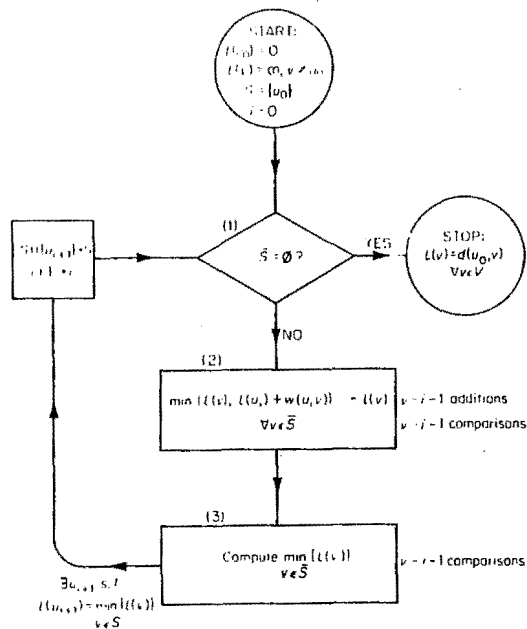 START:
L(u₀) = 0
L(v) = ∞, v ≠ u₀
S = {u₀}
i = 0
(1)
S̄ = Ø ?
YES
STOP:
L(v) = d(u₀,v)
∀v∈V
NO
(2)
min {L(v), L(uᵢ) + w(uᵢv)} → L(v)
∀v∈S̄
ν - i - 1 additions
ν - i - 1 comparisons
(3)
Compute min {L(v)}
v∈S̄
ν - i - 1 comparisons
∃uᵢ₊₁ s.t
L(uᵢ₊₁) = min {L(v)}
v∈S̄